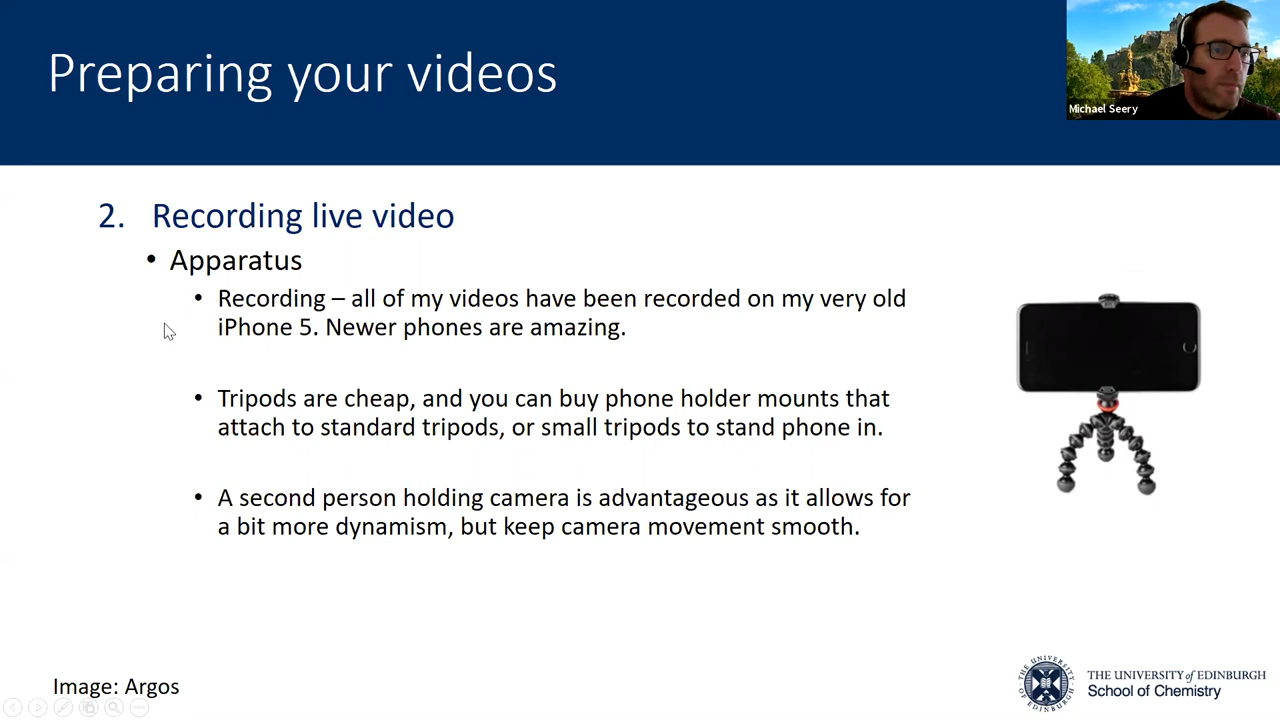 Preparing your videos
Michael Seery
2. Recording live video
• Apparatus
• Recording – all of my videos have been recorded on my very old
iPhone 5. Newer phones are amazing.
• Tripods are cheap, and you can buy phone holder mounts that
attach to standard tripods, or small tripods to stand phone in.
• A second person holding camera is advantageous as it allows for
a bit more dynamism, but keep camera movement smooth.
Image: Argos
THE UNIVERSITY of EDINBURGH
School of Chemistry
THE UNIVERSITY
OF EDINBURGH